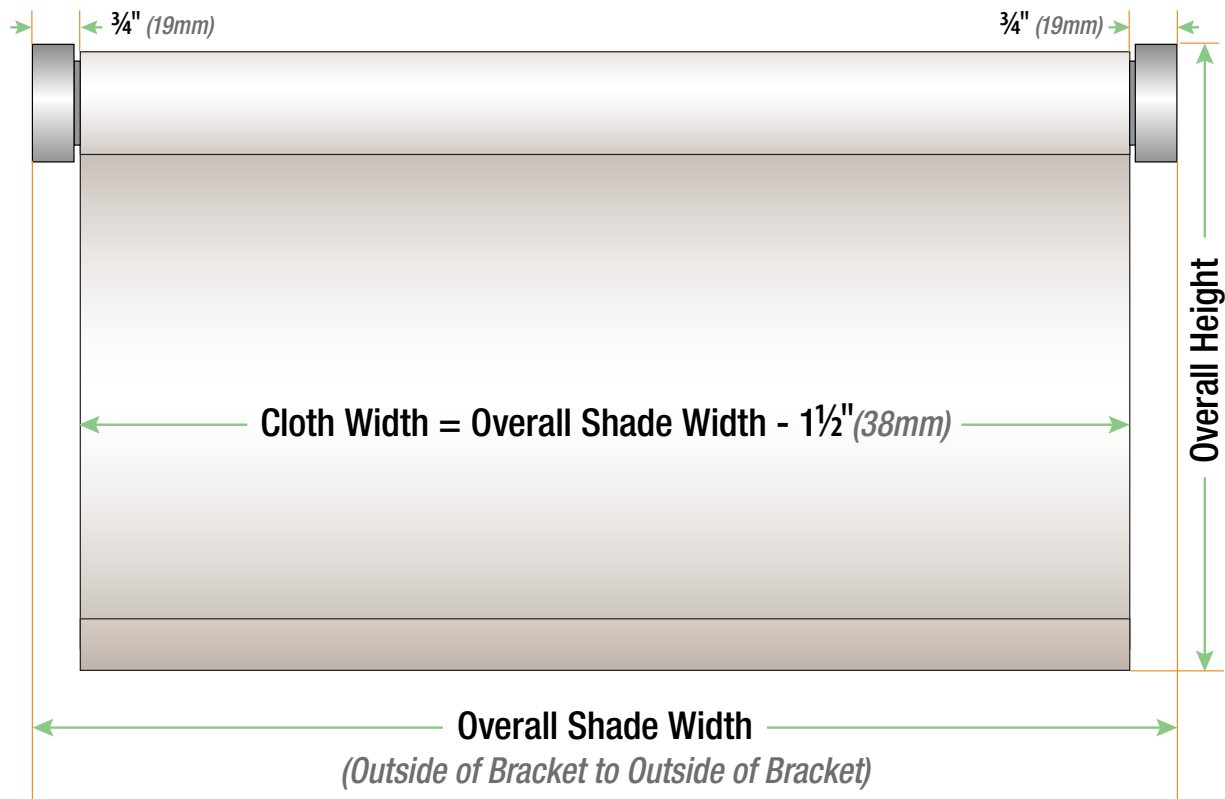 ¾" (19mm)
¾" (19mm)
Overall Height
Cloth Width = Overall Shade Width - 1½"(38mm)
Overall Shade Width
(Outside of Bracket to Outside of Bracket)